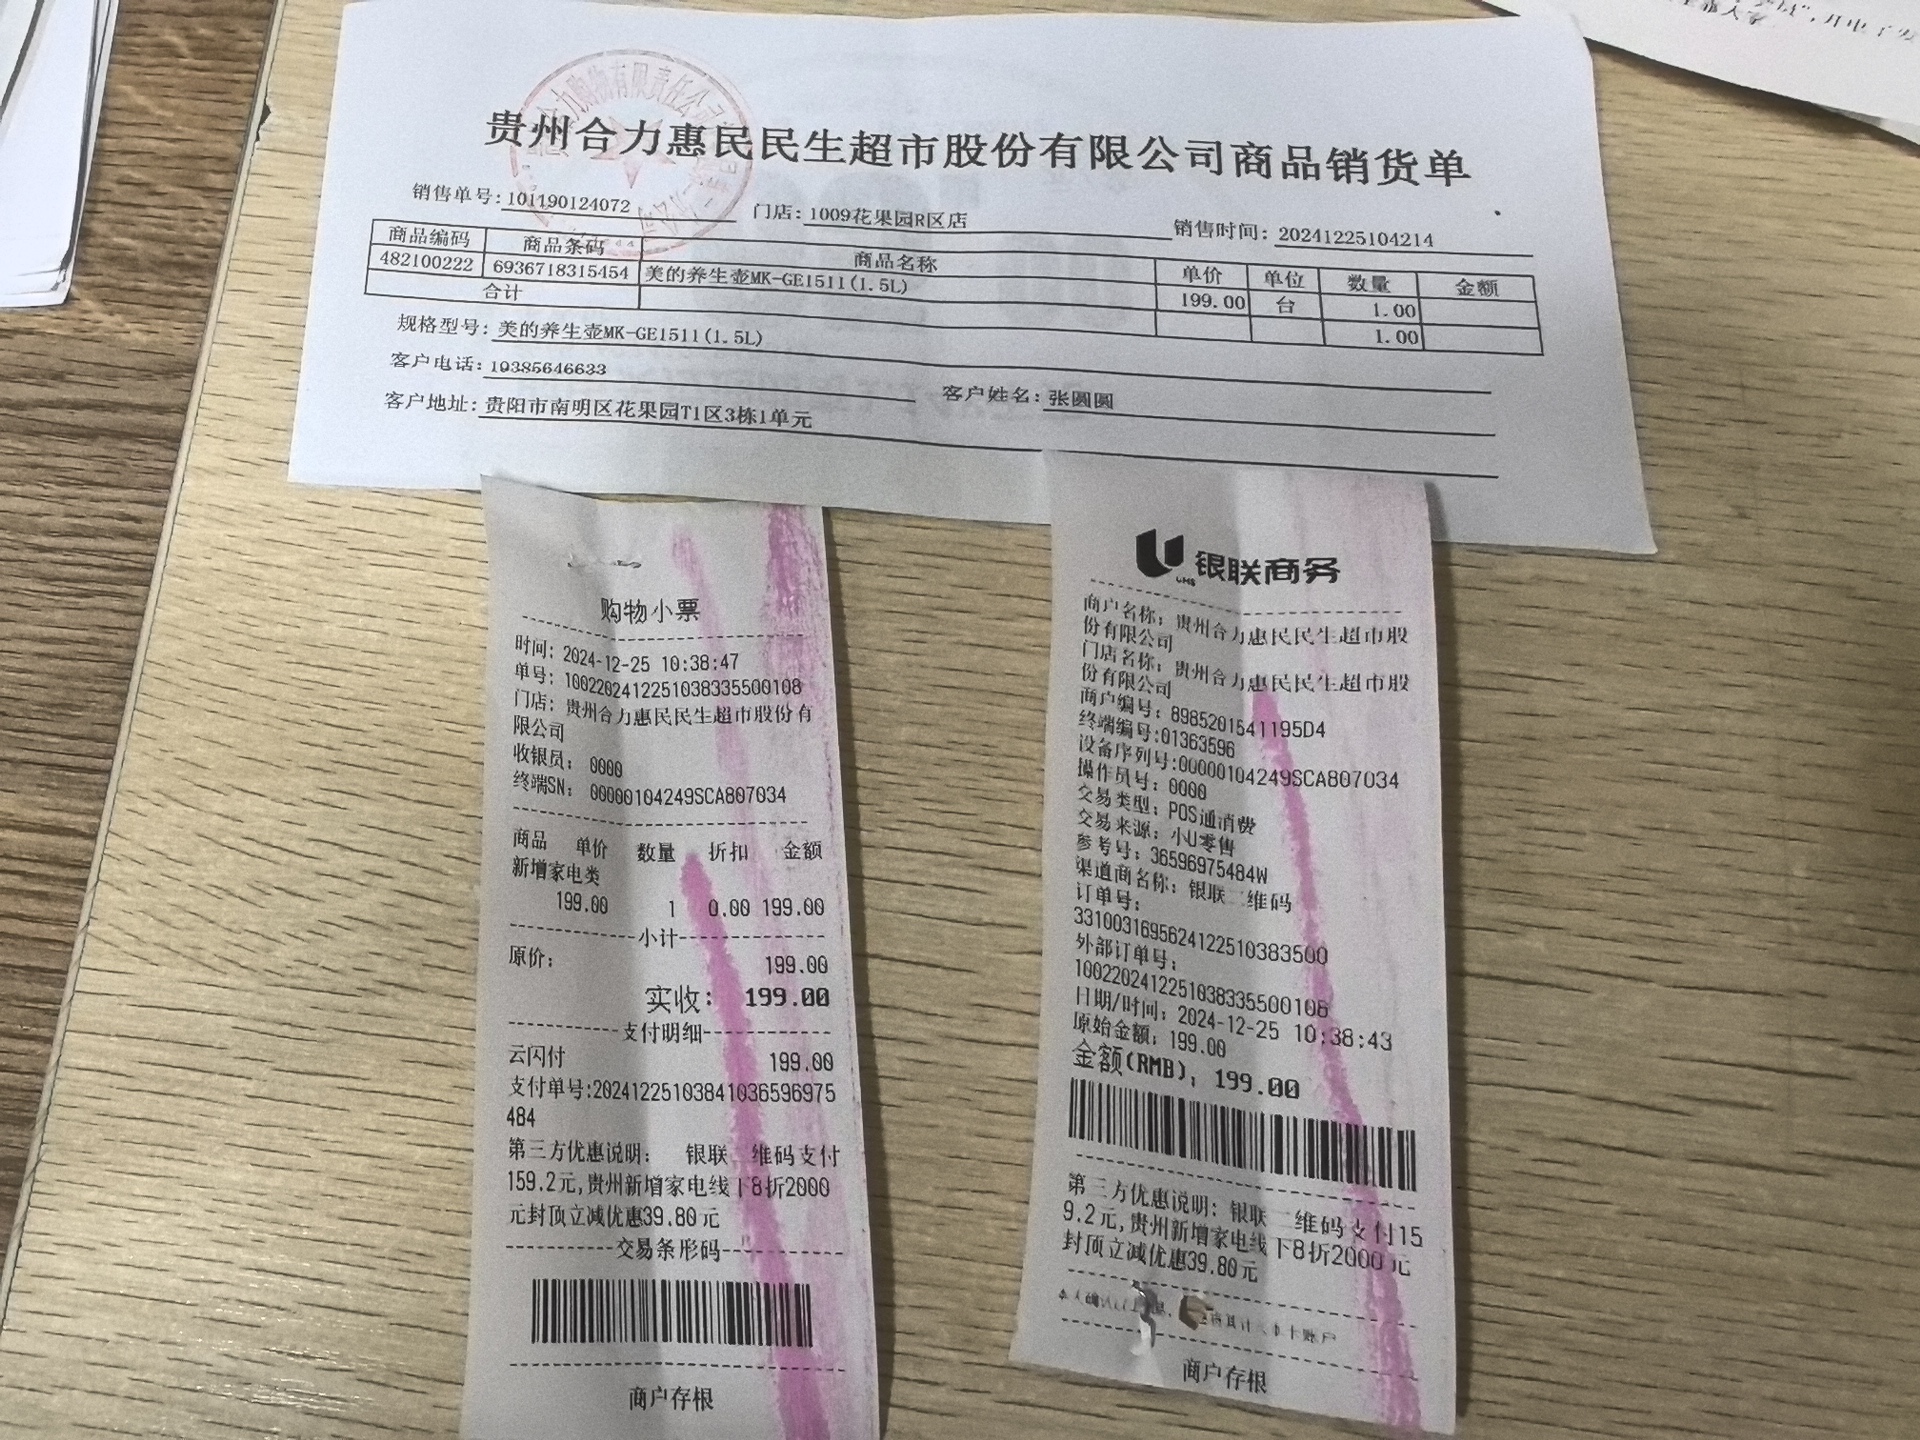 贵州合力惠民民生超市股份有限公司商品销货单
销售单号:101190124072 门店:1009花果园R区店 销售时间:20241225104214
商品编码 商品条码 商品名称 单价 单位 数量 金额
482100222 6936718315454 美的养生壶MK-GE1511(1.5L) 199.00 台 1.00
合计 1.00
规格型号:美的养生壶MK-GE1511(1.5L)
客户电话:19385646633 客户姓名:张圆圆
客户地址:贵阳市南明区花果园T1区3栋1单元
购物小票
时间: 2024-12-25 10:38:47
单号: 10022024122510383355001​08
门店: 贵州合力惠民民生超市股份有
限公司
收银员: 0000
终端SN: 00000104249SCA807034
商品 单价 数量 折扣 金额
新增家电类
199.00 1 0.00 199.00
小计
原价: 199.00
实收: 199.00
支付明细
云闪付 199.00
支付单号:20241225103841036596975
484
第三方优惠说明: 银联 维码支付
159.2元,贵州新增家电线下8折2000
元封顶立减优惠39.80元
交易条形码
商户存根
银联商务
商户名称: 贵州合力惠民民生超市股
份有限公司
门店名称: 贵州合力惠民民生超市股
份有限公司
商户编号: 8985201541195D4
终端编号:01363596
设备序列号:00000104249SCA807034
操作员号: 0000
交易类型: POS通消费
交易来源: 小U零售
参考号: 36596975484W
渠道商名称: 银联二维码
订单号:
33100316956241225103835​00
外部订单号:
1002202412251038335500108
日期/时间: 2024-12-25 10:38:43
原始金额: 199.00
金额(RMB): 199.00
第三方优惠说明: 银联二维码支付15
9.2元,贵州新增家电线下8折2000元
封顶立减优惠39.80元
商户存根